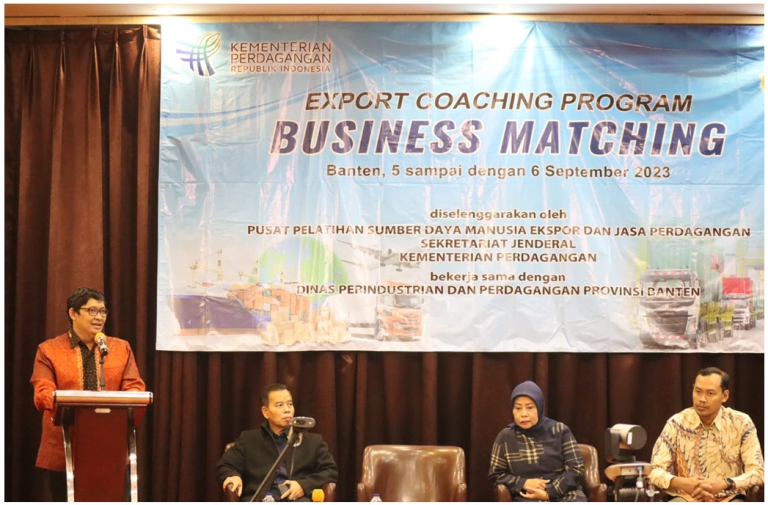 KEMENTERIAN
PERDAGANGAN
REPUBLIK INDONESIA
EXPORT COACHING PROGRAM
BUSINESS MATCHING
Banten, 5 sampai dengan 6 September 2023
diselenggarakan oleh
PUSAT PELATIHAN SUMBER DAYA MANUSIA EKSPOR DAN JASA PERDAGANGAN
SEKRETARIAT JENDERAL
KEMENTERIAN PERDAGANGAN
bekerja sama dengan
DINAS PERINDUSTRIAN DAN PERDAGANGAN PROVINSI BANTEN